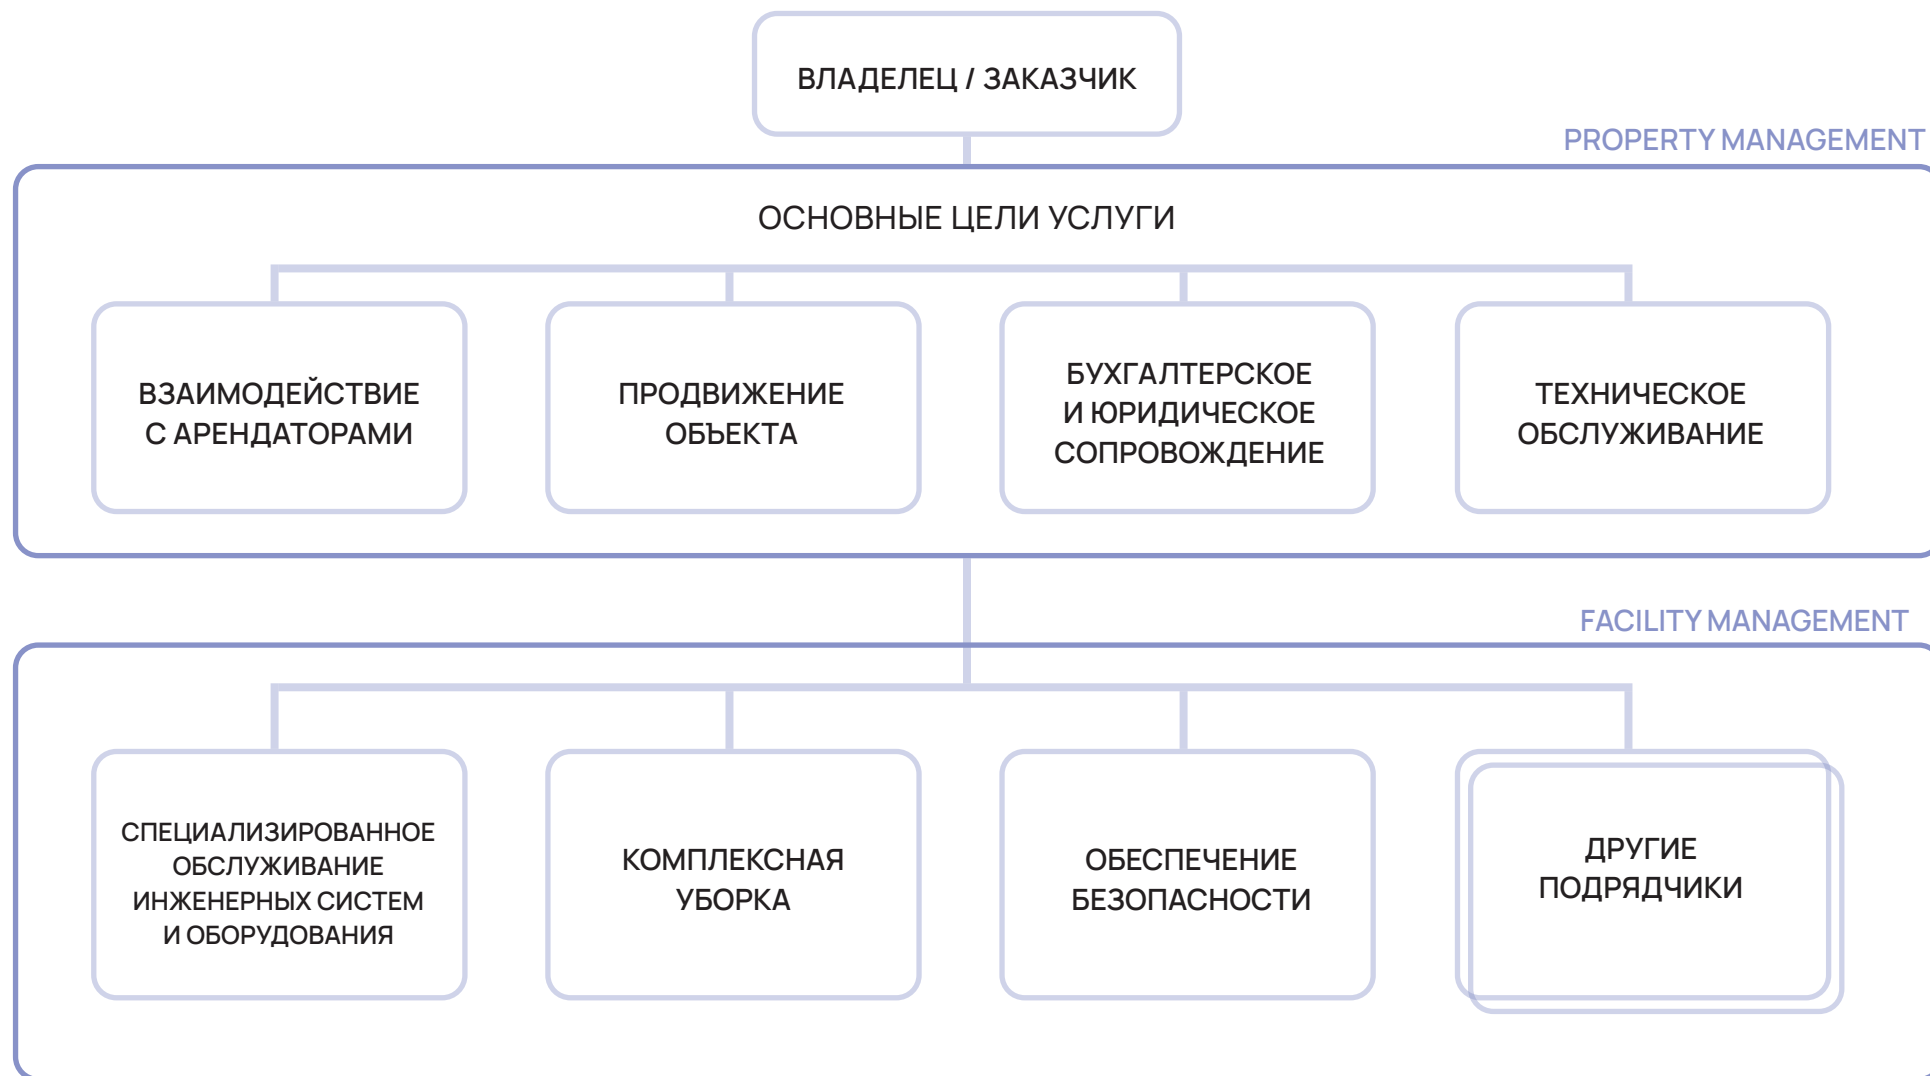 ВЛАДЕЛЕЦ / ЗАКАЗЧИК
PROPERTY MANAGEMENT
ОСНОВНЫЕ ЦЕЛИ УСЛУГИ
ВЗАИМОДЕЙСТВИЕ
С АРЕНДАТОРАМИ
ПРОДВИЖЕНИЕ
ОБЪЕКТА
БУХГАЛТЕРСКОЕ
И ЮРИДИЧЕСКОЕ
СОПРОВОЖДЕНИЕ
ТЕХНИЧЕСКОЕ
ОБСЛУЖИВАНИЕ
FACILITY MANAGEMENT
СПЕЦИАЛИЗИРОВАННОЕ
ОБСЛУЖИВАНИЕ
ИНЖЕНЕРНЫХ СИСТЕМ
И ОБОРУДОВАНИЯ
КОМПЛЕКСНАЯ
УБОРКА
ОБЕСПЕЧЕНИЕ
БЕЗОПАСНОСТИ
ДРУГИЕ
ПОДРЯДЧИКИ